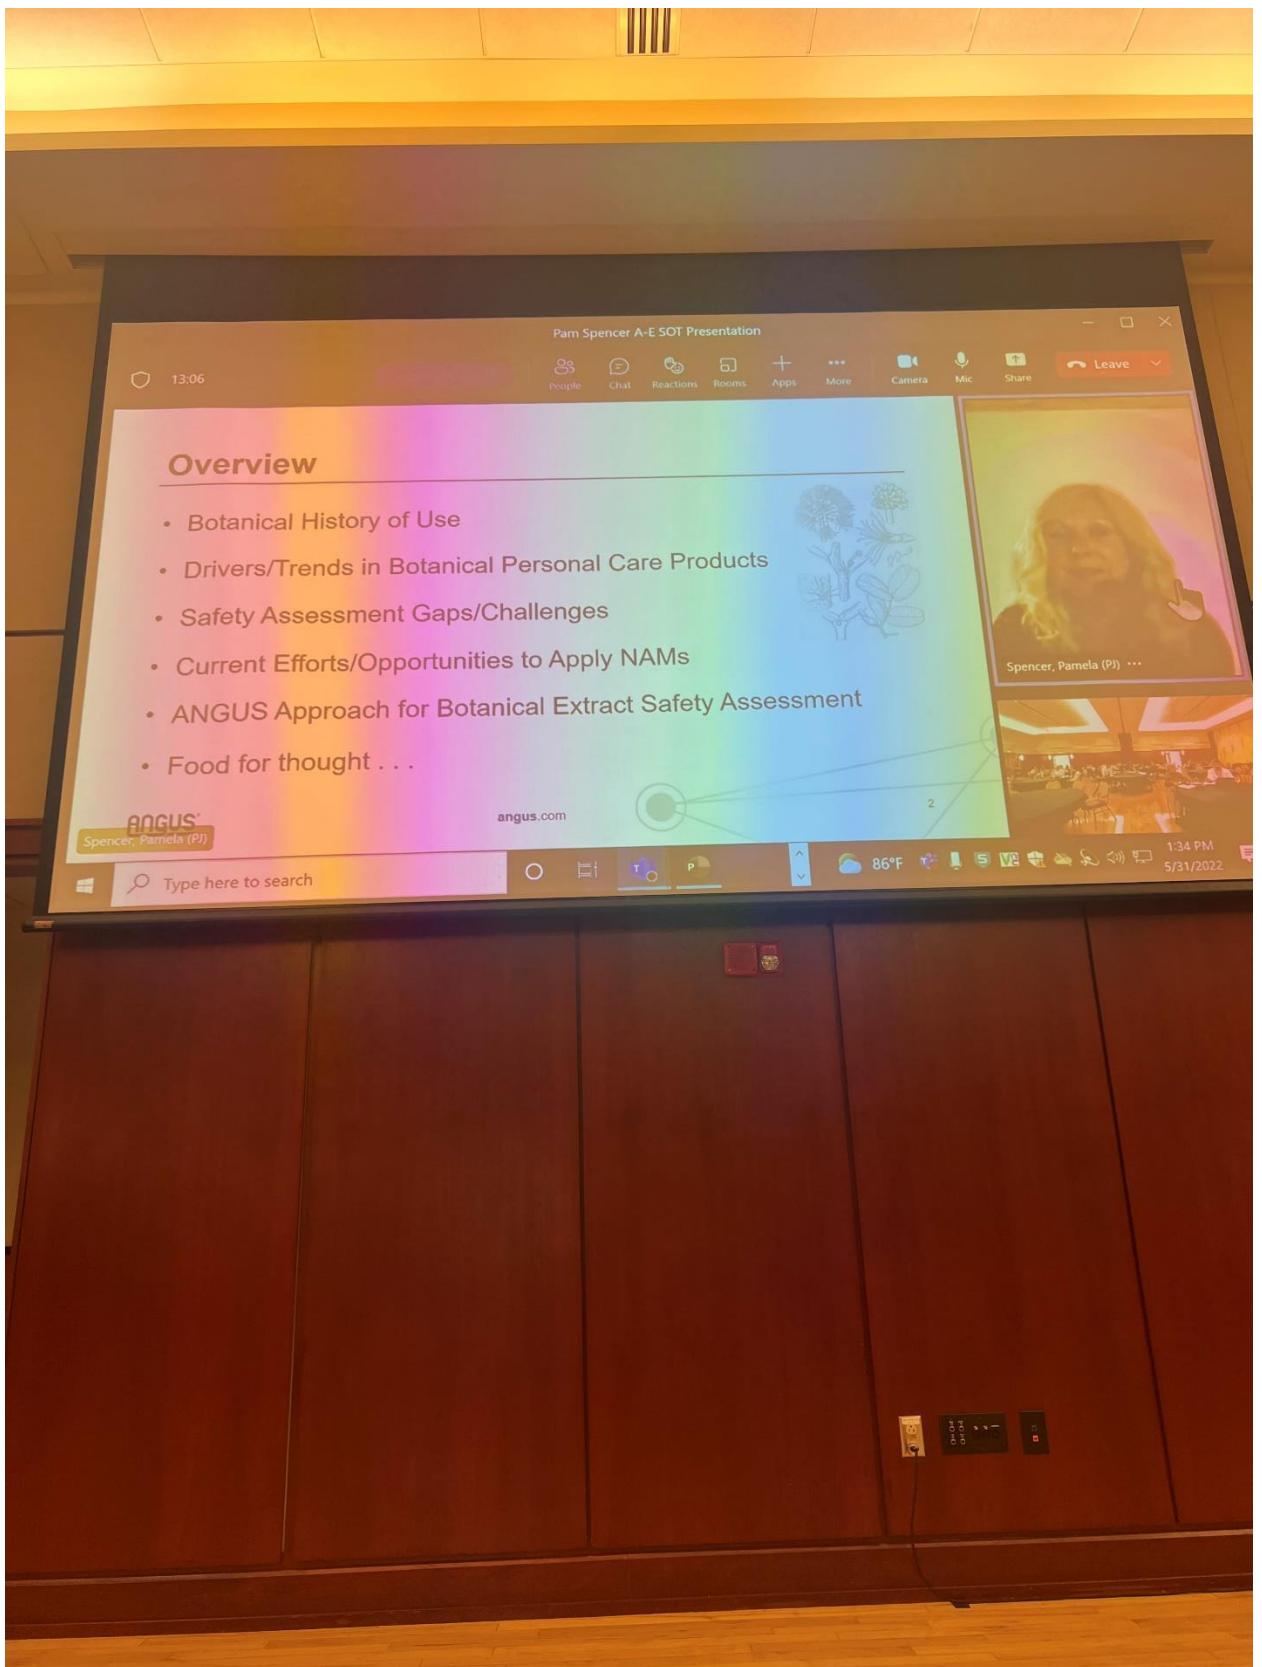 Pam Spencer A-E SOT Presentation
13:06
People Chat Reactions Rooms Apps More Camera Mic Share Leave
Overview
• Botanical History of Use
• Drivers/Trends in Botanical Personal Care Products
• Safety Assessment Gaps/Challenges
• Current Efforts/Opportunities to Apply NAMs
• ANGUS Approach for Botanical Extract Safety Assessment
• Food for thought . . .
Spencer, Pamela (PJ) •••
ANGUS
angus.com
2
Spencer, Pamela (PJ)
Type here to search
86°F
1:34 PM
5/31/2022